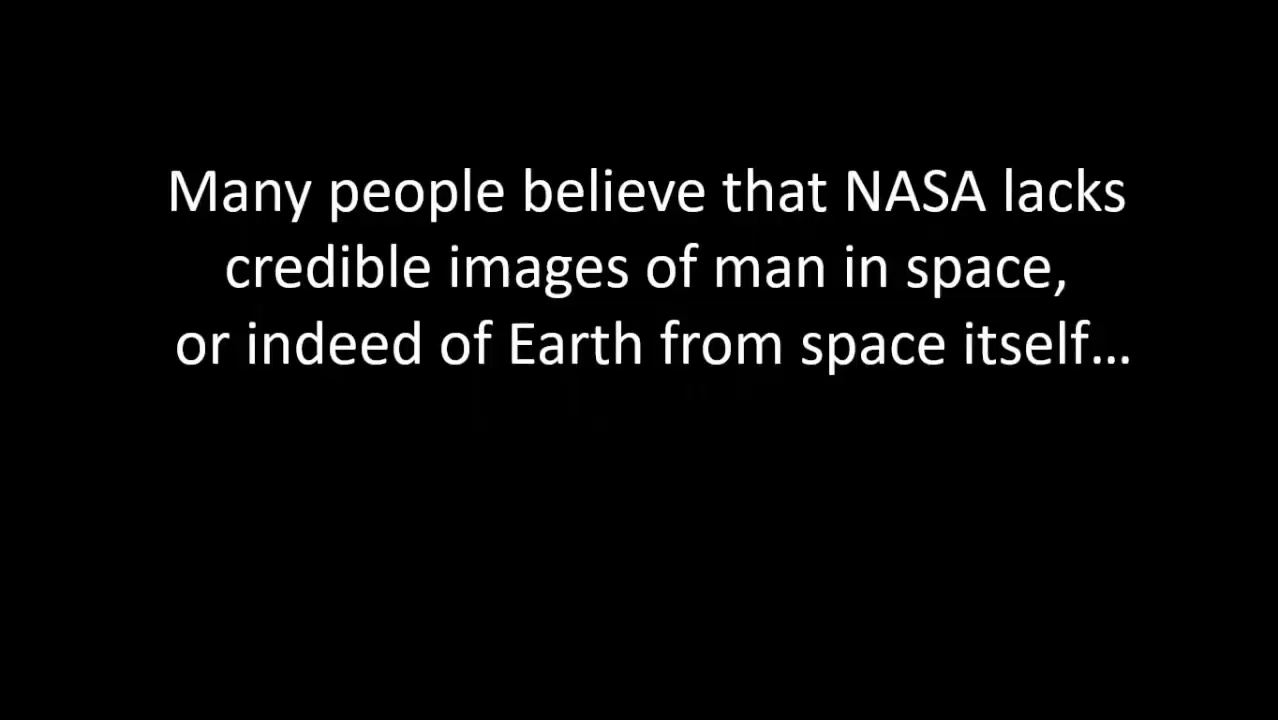 Many people believe that NASA lacks
credible images of man in space,
or indeed of Earth from space itself…